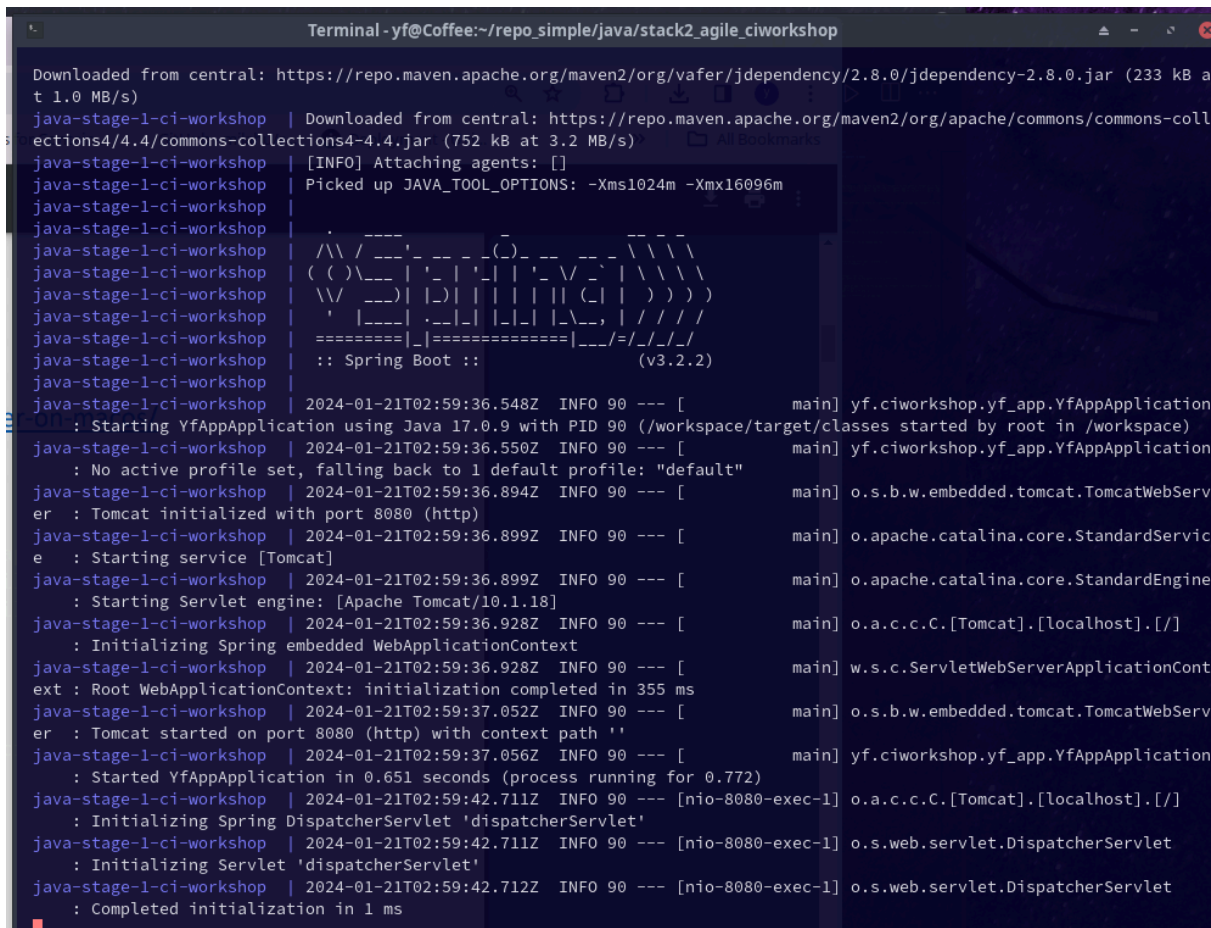 Terminal - yf@Coffee:~/repo_simple/java/stack2_agile_ciworkshop
Downloaded from central: https://repo.maven.apache.org/maven2/org/vafer/jdependency/2.8.0/jdependency-2.8.0.jar (233 kB a
t 1.0 MB/s)
java-stage-1-ci-workshop  | Downloaded from central: https://repo.maven.apache.org/maven2/org/apache/commons/commons-coll
ections4/4.4/commons-collections4-4.4.jar (752 kB at 3.2 MB/s)
All Bookmarks
java-stage-1-ci-workshop  | [INFO] Attaching agents: []
java-stage-1-ci-workshop  | Picked up JAVA_TOOL_OPTIONS: -Xms1024m -Xmx16096m
java-stage-1-ci-workshop  |
java-stage-1-ci-workshop  |   .   ____          _            __ _ _
java-stage-1-ci-workshop  |  /\\ / ___'_ __ _ _(_)_ __  __ _ \ \ \ \
java-stage-1-ci-workshop  | ( ( )\___ | '_ | '_| | '_ \/ _` | \ \ \ \
java-stage-1-ci-workshop  |  \\/  ___)| |_)| | | | | || (_| |  ) ) ) )
java-stage-1-ci-workshop  |   '  |____| .__|_| |_|_| |_\__, | / / / /
java-stage-1-ci-workshop  |  =========|_|==============|___/=/_/_/_/
java-stage-1-ci-workshop  |  :: Spring Boot ::                (v3.2.2)
java-stage-1-ci-workshop  |
java-stage-1-ci-workshop  | 2024-01-21T02:59:36.548Z  INFO 90 --- [           main] yf.ciworkshop.yf_app.YfAppApplication
er-on-macos/
    : Starting YfAppApplication using Java 17.0.9 with PID 90 (/workspace/target/classes started by root in /workspace)
java-stage-1-ci-workshop  | 2024-01-21T02:59:36.550Z  INFO 90 --- [           main] yf.ciworkshop.yf_app.YfAppApplication
    : No active profile set, falling back to 1 default profile: "default"
java-stage-1-ci-workshop  | 2024-01-21T02:59:36.894Z  INFO 90 --- [           main] o.s.b.w.embedded.tomcat.TomcatWebServ
er  : Tomcat initialized with port 8080 (http)
java-stage-1-ci-workshop  | 2024-01-21T02:59:36.899Z  INFO 90 --- [           main] o.apache.catalina.core.StandardServic
e   : Starting service [Tomcat]
java-stage-1-ci-workshop  | 2024-01-21T02:59:36.899Z  INFO 90 --- [           main] o.apache.catalina.core.StandardEngine
    : Starting Servlet engine: [Apache Tomcat/10.1.18]
java-stage-1-ci-workshop  | 2024-01-21T02:59:36.928Z  INFO 90 --- [           main] o.a.c.c.C.[Tomcat].[localhost].[/]
    : Initializing Spring embedded WebApplicationContext
java-stage-1-ci-workshop  | 2024-01-21T02:59:36.928Z  INFO 90 --- [           main] w.s.c.ServletWebServerApplicationCont
ext : Root WebApplicationContext: initialization completed in 355 ms
java-stage-1-ci-workshop  | 2024-01-21T02:59:37.052Z  INFO 90 --- [           main] o.s.b.w.embedded.tomcat.TomcatWebServ
er  : Tomcat started on port 8080 (http) with context path ''
java-stage-1-ci-workshop  | 2024-01-21T02:59:37.056Z  INFO 90 --- [           main] yf.ciworkshop.yf_app.YfAppApplication
    : Started YfAppApplication in 0.651 seconds (process running for 0.772)
java-stage-1-ci-workshop  | 2024-01-21T02:59:42.711Z  INFO 90 --- [nio-8080-exec-1] o.a.c.c.C.[Tomcat].[localhost].[/]
    : Initializing Spring DispatcherServlet 'dispatcherServlet'
java-stage-1-ci-workshop  | 2024-01-21T02:59:42.711Z  INFO 90 --- [nio-8080-exec-1] o.s.web.servlet.DispatcherServlet
    : Initializing Servlet 'dispatcherServlet'
java-stage-1-ci-workshop  | 2024-01-21T02:59:42.712Z  INFO 90 --- [nio-8080-exec-1] o.s.web.servlet.DispatcherServlet
    : Completed initialization in 1 ms